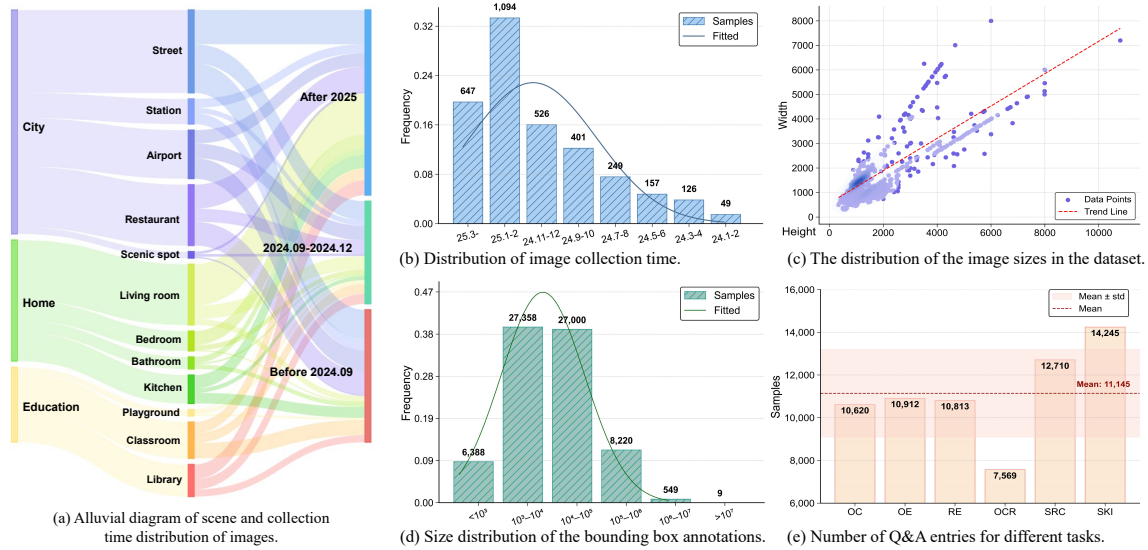 City
Home
Education
Street
Station
Airport
Restaurant
Scenic spot
Living room
Bedroom
Bathroom
Kitchen
Playground
Classroom
Library
After 2025
2024.09-2024.12
Before 2024.09
(a) Alluvial diagram of scene and collection
time distribution of images.
Frequency
0.32
0.24
0.16
0.08
0.00
647
1,094
526
401
249
157
126
49
Samples
Fitted
25.3-
25.1-2
24.11-12
24.9-10
24.7-8
24.5-6
24.3-4
24.1-2
(b) Distribution of image collection time.
Width
8000
7000
6000
5000
4000
3000
2000
1000
0
Height
0
2000
4000
6000
8000
10000
Data Points
Trend Line
(c) The distribution of the image sizes in the dataset.
Frequency
0.47
0.38
0.28
0.19
0.09
0.00
6,388
27,358
27,000
8,220
549
9
Samples
Fitted
<10³
10³–10⁴
10⁴–10⁵
10⁵–10⁶
10⁶–10⁷
>10⁷
(d) Size distribution of the bounding box annotations.
Samples
16,000
14,000
12,000
10,000
8,000
6,000
Mean ± std
Mean
Mean: 11,145
10,620
10,912
10,813
7,569
12,710
14,245
OC
OE
RE
OCR
SRC
SKI
(e) Number of Q&A entries for different tasks.